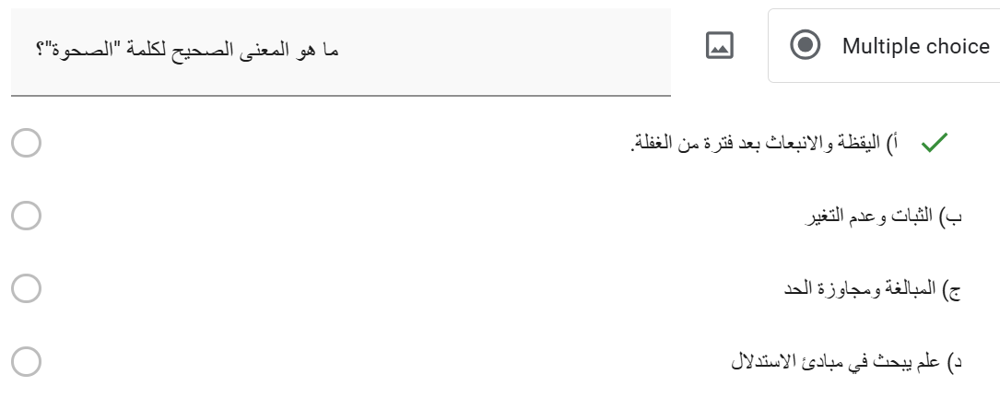 ما هو المعنى الصحيح لكلمة "الصحوة"؟
Multiple choice
أ) اليقظة والانبعاث بعد فترة من الغفلة.
ب) الثبات وعدم التغير
ج) المبالغة ومجاوزة الحد
د) علم يبحث في مبادئ الاستدلال